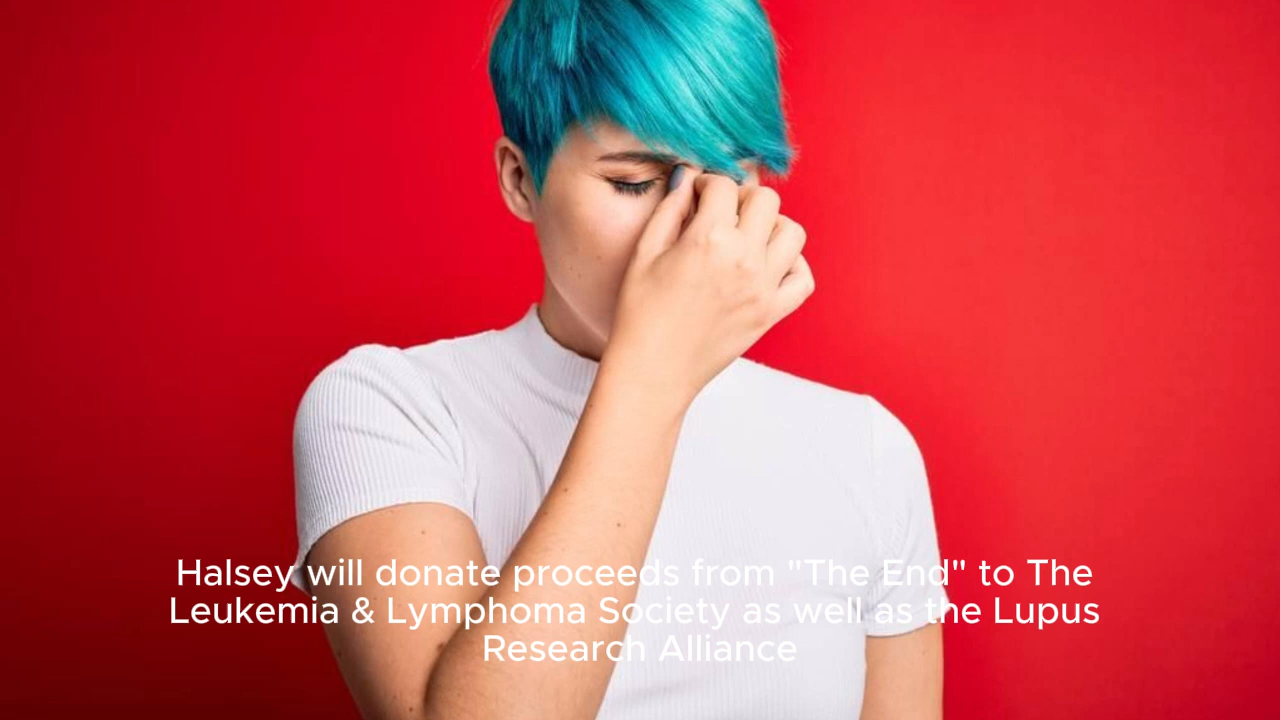 Halsey will donate proceeds from "The End" to The
Leukemia & Lymphoma Society as well as the Lupus
Research Alliance